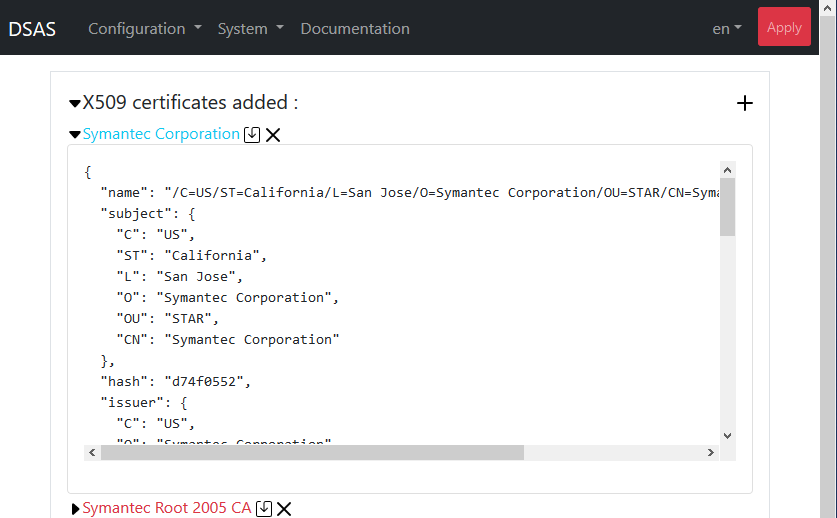 DSAS Configuration System Documentation en Apply
X509 certificates added :
Symantec Corporation
{
  "name": "/C=US/ST=California/L=San Jose/O=Symantec Corporation/OU=STAR/CN=Syma
  "subject": {
    "C": "US",
    "ST": "California",
    "L": "San Jose",
    "O": "Symantec Corporation",
    "OU": "STAR",
    "CN": "Symantec Corporation"
  },
  "hash": "d74f0552",
  "issuer": {
    "C": "US",
    "O": "Symantec Corporation"
Symantec Root 2005 CA